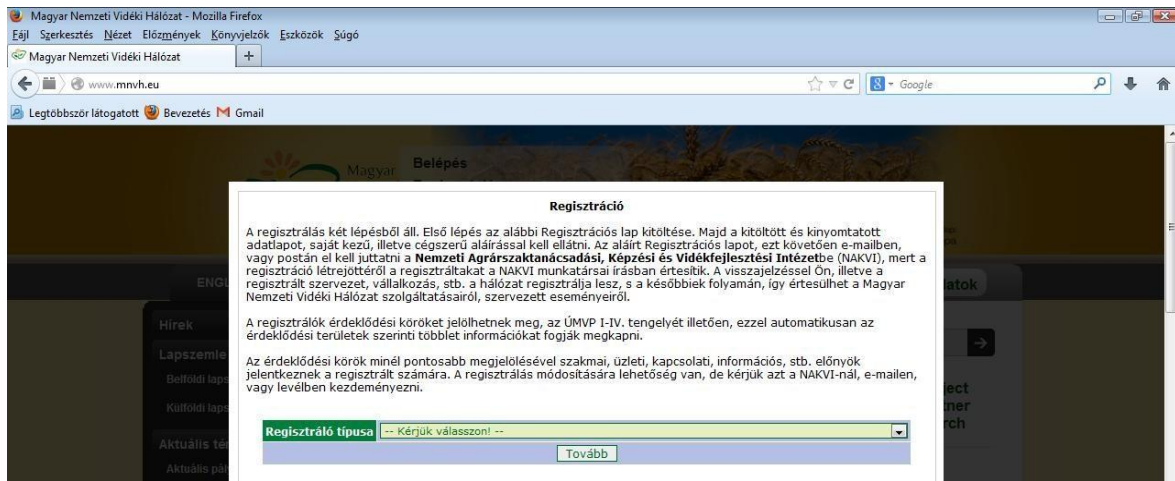 Magyar Nemzeti Vidéki Hálózat - Mozilla Firefox
Fájl Szerkesztés Nézet Előzmények Könyvjelzők Eszközök Súgó
Magyar Nemzeti Vidéki Hálózat +
www.mnvh.eu Google
Legtöbbször látogatott Bevezetés Gmail
Magyar
Belépés
Regisztráció
A regisztrálás két lépésből áll. Első lépés az alábbi Regisztrációs lap kitöltése. Majd a kitöltött és kinyomtatott
adatlapot, saját kezű, illetve cégszerű aláírással kell ellátni. Az aláírt Regisztrációs lapot, ezt követően e-mailben,
vagy postán el kell juttatni a Nemzeti Agrárszaktanácsadási, Képzési és Vidékfejlesztési Intézetbe (NAKVI), mert a
regisztráció létrejöttéről a regisztráltakat a NAKVI munkatársai írásban értesítik. A visszajelzéssel Ön, illetve a
regisztrált szervezet, vállalkozás, stb. a hálózat regisztrálja lesz, s a későbbiek folyamán, így értesülhet a Magyar
Nemzeti Vidéki Hálózat szolgáltatásairól, szervezett eseményeiről.
A regisztrálók érdeklődési köröket jelölhetnek meg, az ÚMVP I-IV. tengelyét illetően, ezzel automatikusan az
érdeklődési területek szerinti többlet információkat fogják megkapni.
Az érdeklődési körök minél pontosabb megjelölésével szakmai, üzleti, kapcsolati, információs, stb. előnyök
jelentkeznek a regisztrált számára. A regisztrálás módosítására lehetőség van, de kérjük azt a NAKVI-nál, e-mailen,
vagy levélben kezdeményezni.
Regisztráló típusa -- Kérjük válasszon! --
Tovább
ENGL
Hírek
Lapszemle
Belföldi laps
Külföldi laps
Aktuális tém
Aktuális pály
latok
ject
tner
rch